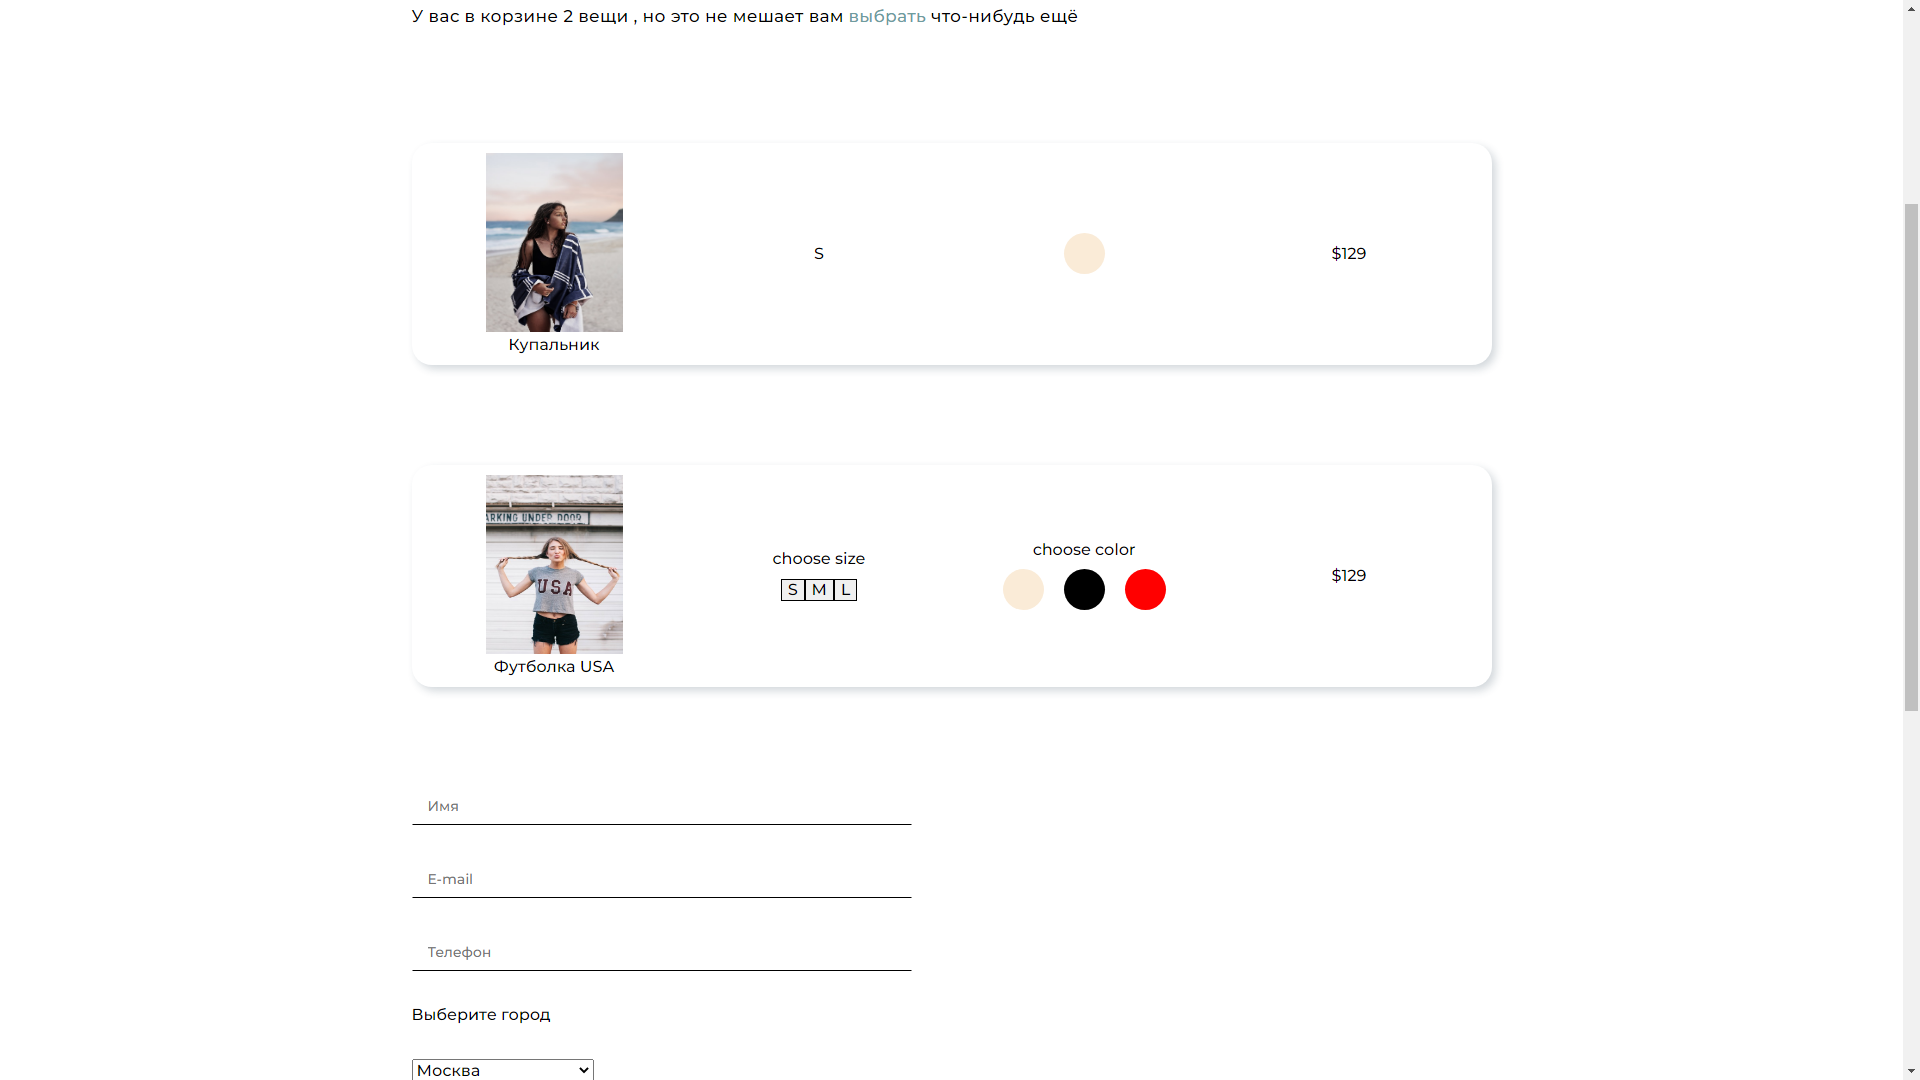 У вас в корзине 2 вещи , но это не мешает вам выбрать что-нибудь ещё
S
$129
Купальник
ARKING UNDER DOOR
USA
choose size
S M L
choose color
$129
Футболка USA
Имя
E-mail
Телефон
Выберите город
Москва